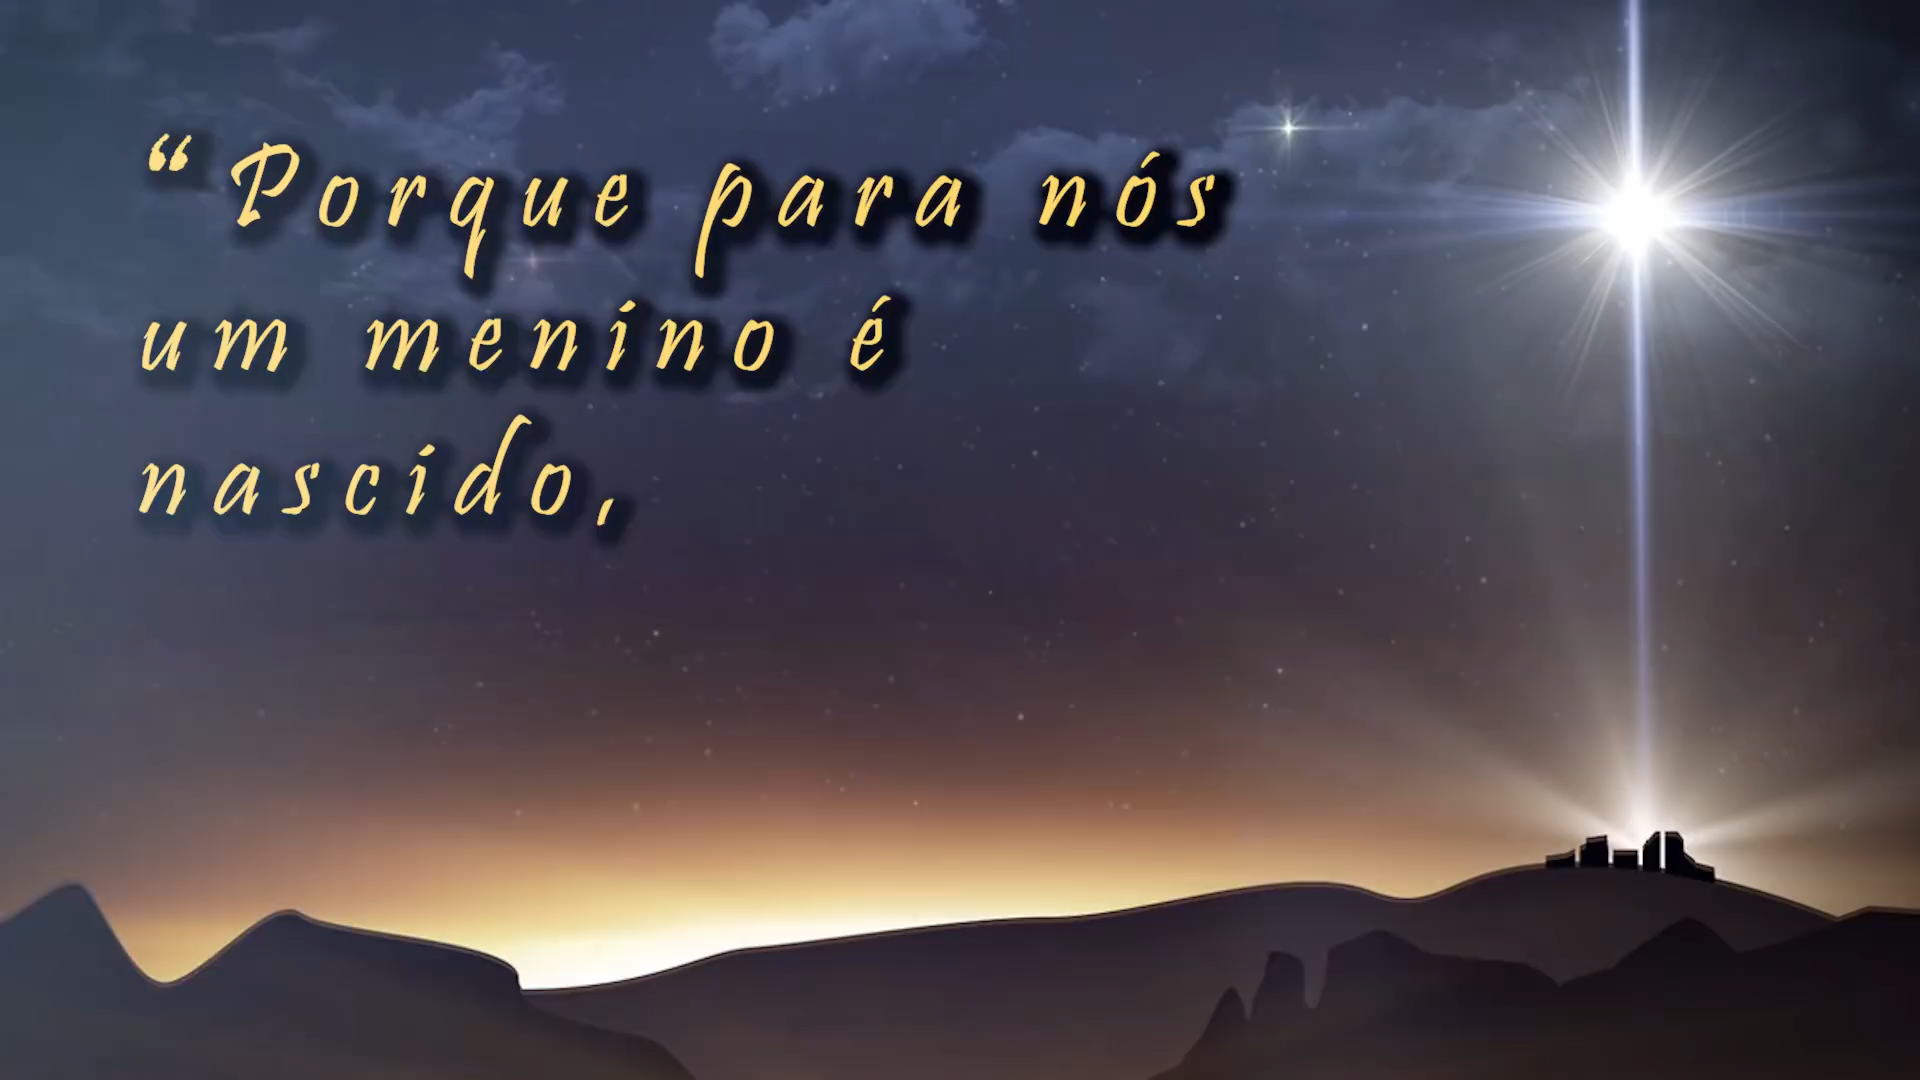 “Porque para nós
um menino é
nascido,